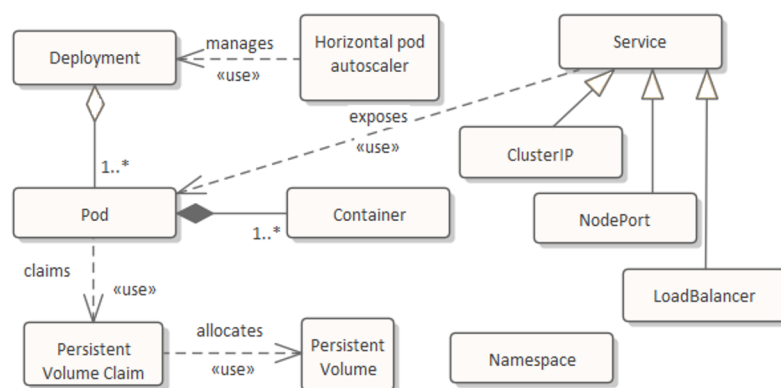 Deployment
manages
«use»
Horizontal pod
autoscaler
Service
exposes
«use»
ClusterIP
1..*
Pod
Container
1..*
NodePort
claims
«use»
LoadBalancer
Persistent
Volume Claim
allocates
«use»
Persistent
Volume
Namespace